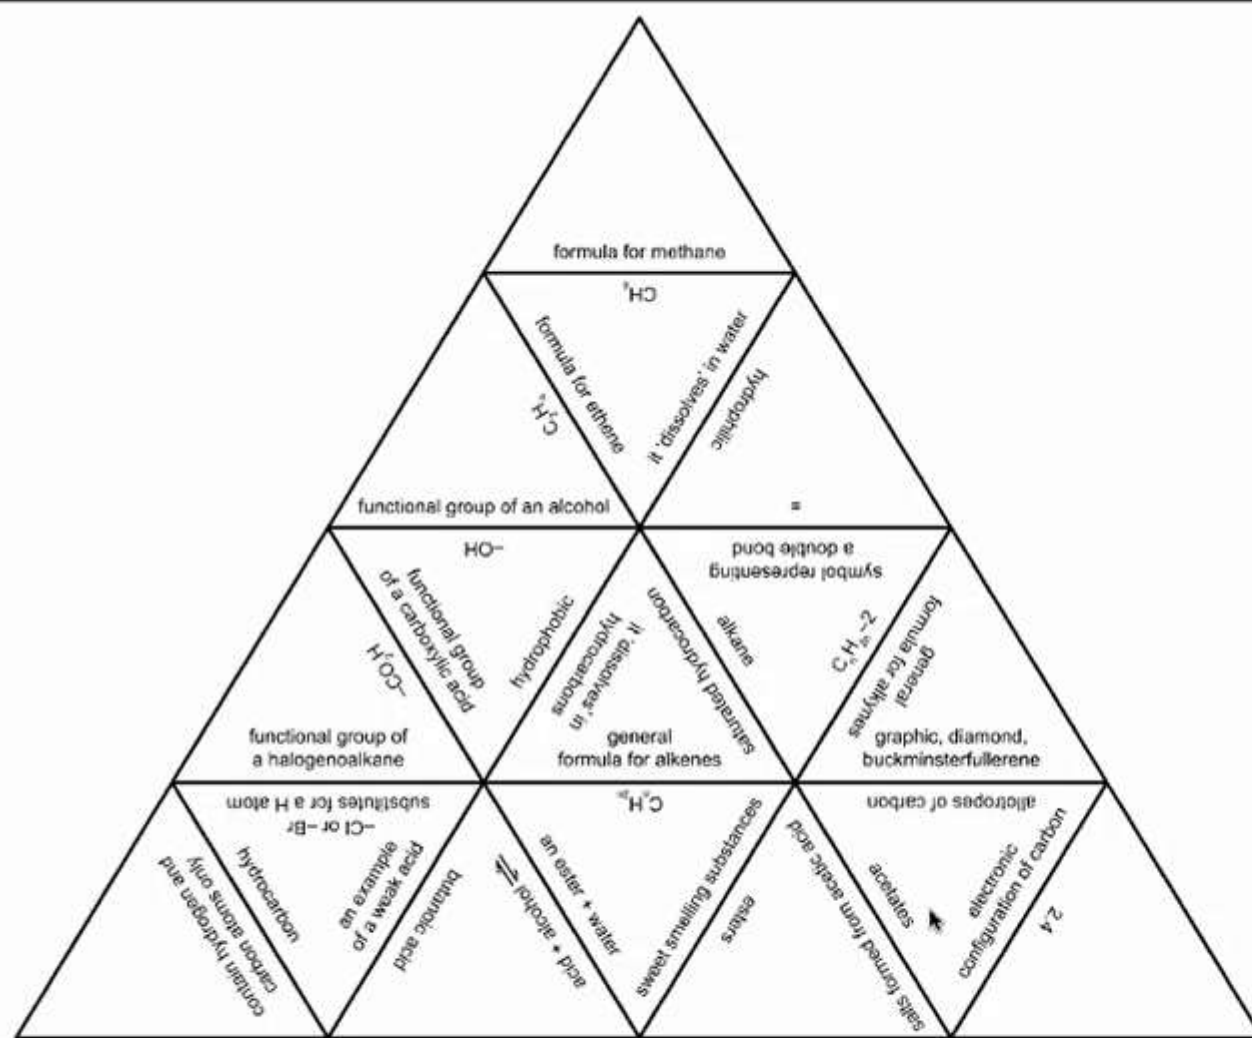 formula for methane
CH₄
formula for ethene
C₂H₄
it 'dissolves' in water
hydrophilic
functional group of an alcohol
=
–OH
symbol representing
a double bond
functional group
of a carboxylic acid
–CO₂H
hydrophobic
it 'dissolves' in
hydrocarbons
saturated hydrocarbon
alkane
CₙH₂ₙ–2
general
formula for alkynes
functional group of
a halogenoalkane
general
formula for alkenes
graphic, diamond,
buckminsterfullerene
–Cl or –Br
substitutes for a H atom
CₙH₂ₙ
allotropes of carbon
contain hydrogen and
carbon atoms only
hydrocarbon
an example
of a weak acid
butanoic acid
acid + alcohol ⇌
an ester + water
sweet smelling substances
esters
salts formed from acetic acid
acelates
electronic
configuration of carbon
2,4